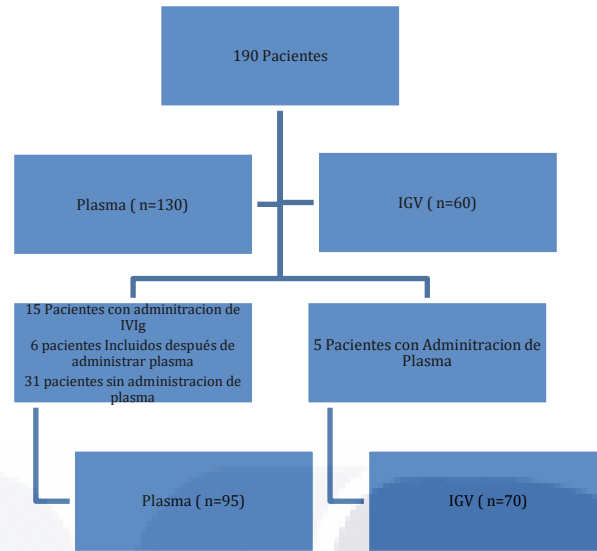 190 Pacientes
Plasma ( n=130)
IGV ( n=60)
15 Pacientes con adminitracion de
IVIg
6 pacientes Incluidos después de
administrar plasma
31 pacientes sin administracion de
plasma
5 Pacientes con Adminitracion de
Plasma
Plasma ( n=95)
IGV ( n=70)